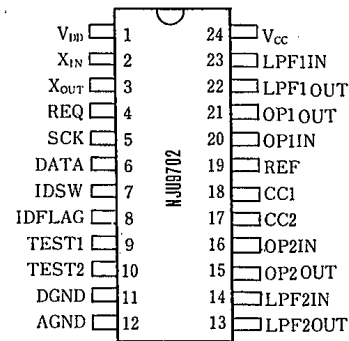 VDD 1 24 VCC
XIN 2 23 LPF1IN
XOUT 3 22 LPF1OUT
REQ 4 21 OP1OUT
SCK 5 20 OP1IN
DATA 6 19 REF
IDSW 7 18 CC1
IDFLAG 8 17 CC2
TEST1 9 16 OP2IN
TEST2 10 15 OP2OUT
DGND 11 14 LPF2IN
AGND 12 13 LPF2OUT
NJU9702